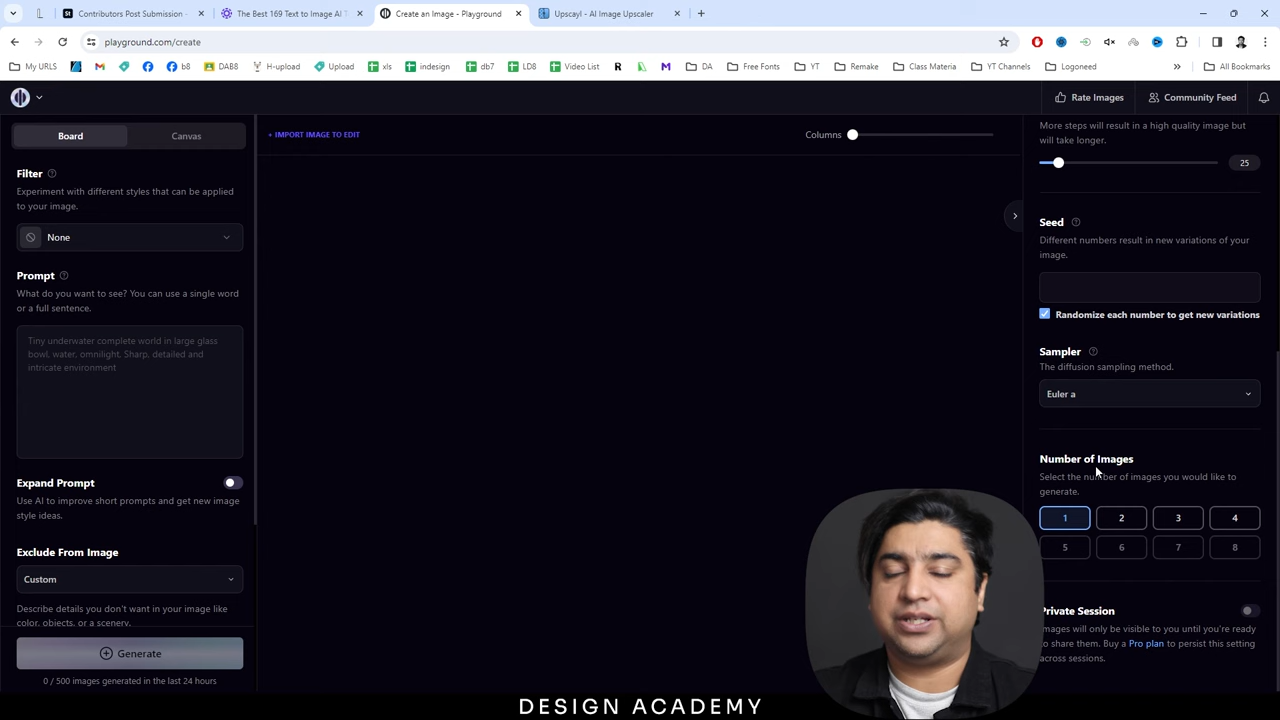 Contributors Post Submission -
The Best 169 Text to Image AI T
Create an Image - Playground
Upscayl - AI Image Upscaler
playground.com/create
My URLS
b8
DAB8
H-upload
Upload
xls
indesign
db7
LD8
Video List
DA
Free Fonts
YT
Remake
Class Materia
YT Channels
Logoneed
All Bookmarks
Rate Images
Community Feed
Board
Canvas
+ IMPORT IMAGE TO EDIT
Columns
Filter
Experiment with different styles that can be applied
to your image.
None
Prompt
What do you want to see? You can use a single word
or a full sentence.
Tiny underwater complete world in large glass
bowl, water, omnilight, Sharp, detailed and
intricate environment
Expand Prompt
Use AI to improve short prompts and get new image
style ideas.
Exclude From Image
Custom
Describe details you don't want in your image like
color, objects, or a scenery.
Generate
0 / 500 images generated in the last 24 hours
More steps will result in a high quality image but
will take longer.
25
Seed
Different numbers result in new variations of your
image.
Randomize each number to get new variations
Sampler
The diffusion sampling method.
Euler a
Number of Images
Select the number of images you would like to
generate.
1 2 3 4
5 6 7 8
Private Session
Images will only be visible to you until you're ready
to share them. Buy a Pro plan to persist this setting
across sessions.
DESIGN ACADEMY